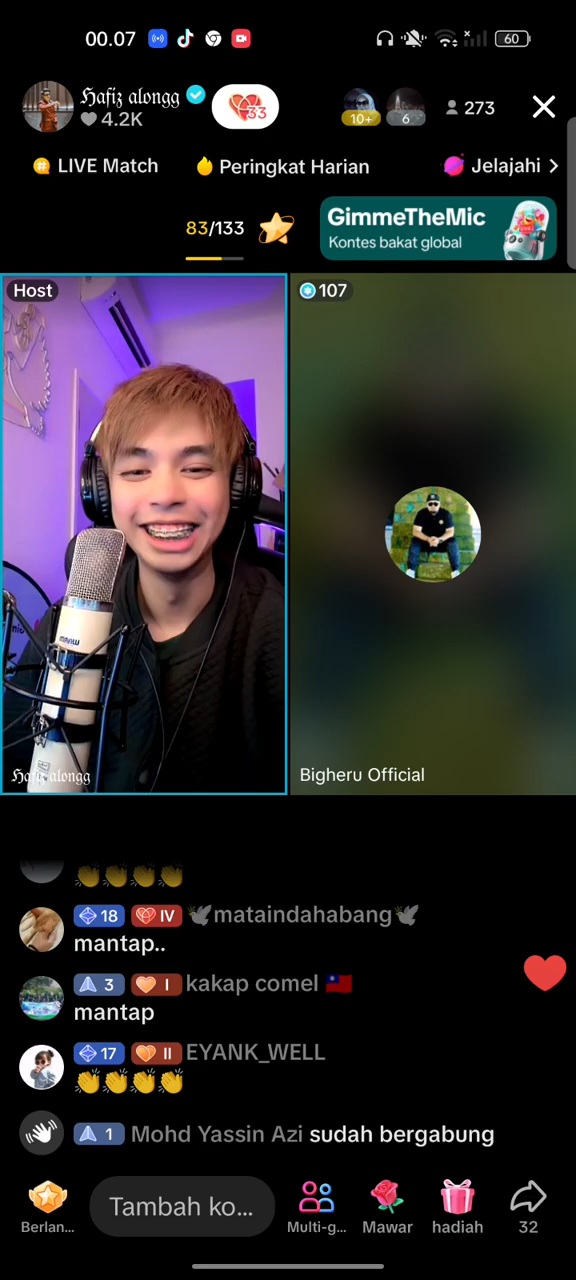 00.07
60
Hafiz alongg
33
4.2K
10+
6
273
LIVE Match
Peringkat Harian
Jelajahi
83/133
GimmeTheMic
Kontes bakat global
Host
107
Hafiz alongg
Bigheru Official
👏👏👏👏
18 IV 🕊mataindahabang🕊
mantap..
3 I kakap comel 🇹🇼
mantap
17 II EYANK_WELL
👏👏👏👏
1 Mohd Yassin Azi sudah bergabung
Berlan...
Tambah ko...
Multi-g...
Mawar
hadiah
32